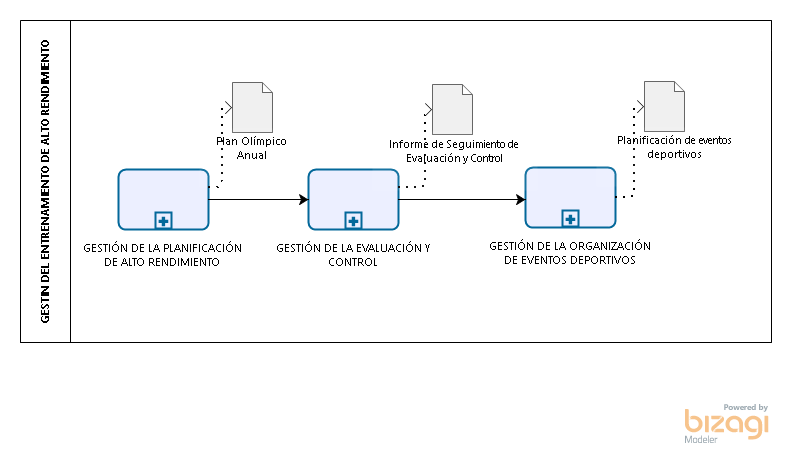 GESTIN DEL ENTRENAMIENTO DE ALTO RENDIMIENTO
Plan Olímpico
Anual
Informe de Seguimiento de
Evaluación y Control
Planificación de eventos
deportivos
GESTIÓN DE LA PLANIFICACIÓN
DE ALTO RENDIMIENTO
GESTIÓN DE LA EVALUACIÓN Y
CONTROL
GESTIÓN DE LA ORGANIZACIÓN
DE EVENTOS DEPORTIVOS
Powered by
bizagi
Modeler